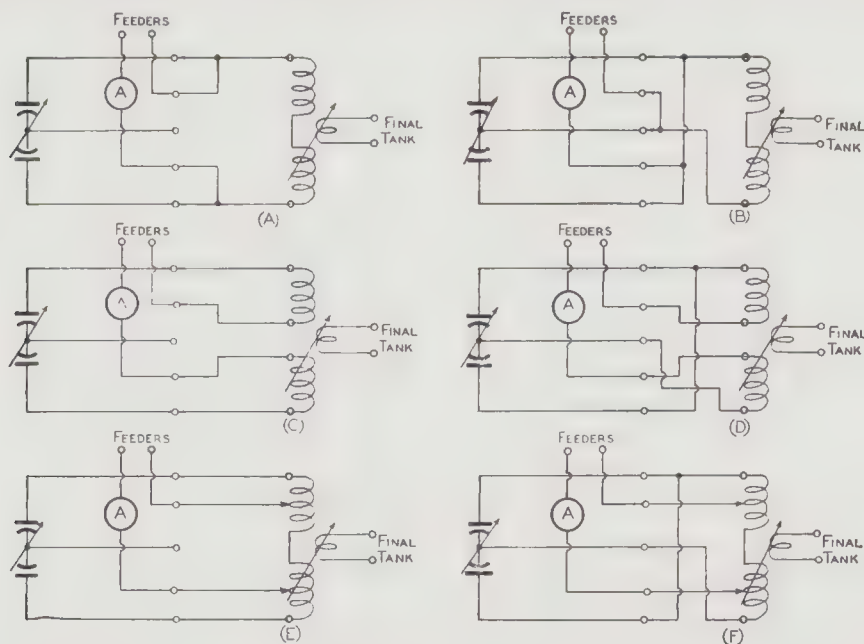 FEEDERS
A
FINAL
TANK
(A)
FEEDERS
A
FINAL
TANK
(B)
FEEDERS
A
FINAL
TANK
(C)
FEEDERS
A
FINAL
TANK
(D)
FEEDERS
A
FINAL
TANK
(E)
FEEDERS
A
FINAL
TANK
(F)